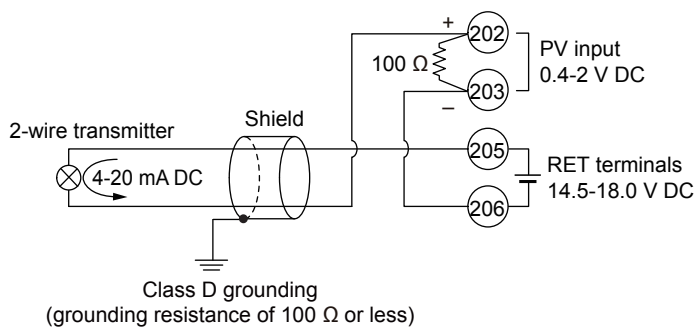 +
202
100 Ω
PV input
0.4-2 V DC
203
−
Shield
2-wire transmitter
4-20 mA DC
205
RET terminals
14.5-18.0 V DC
206
Class D grounding
(grounding resistance of 100 Ω or less)